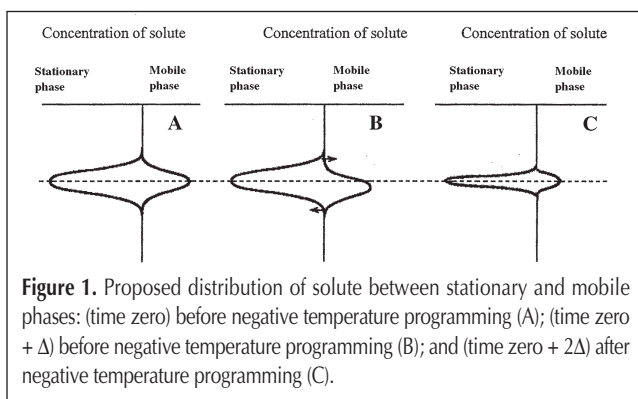 Concentration of solute Concentration of solute Concentration of solute
Stationary phase Mobile phase Stationary phase Mobile phase Stationary phase Mobile phase
A B C
Figure 1. Proposed distribution of solute between stationary and mobile
phases: (time zero) before negative temperature programming (A); (time zero
+ Δ) before negative temperature programming (B); and (time zero + 2Δ) after
negative temperature programming (C).